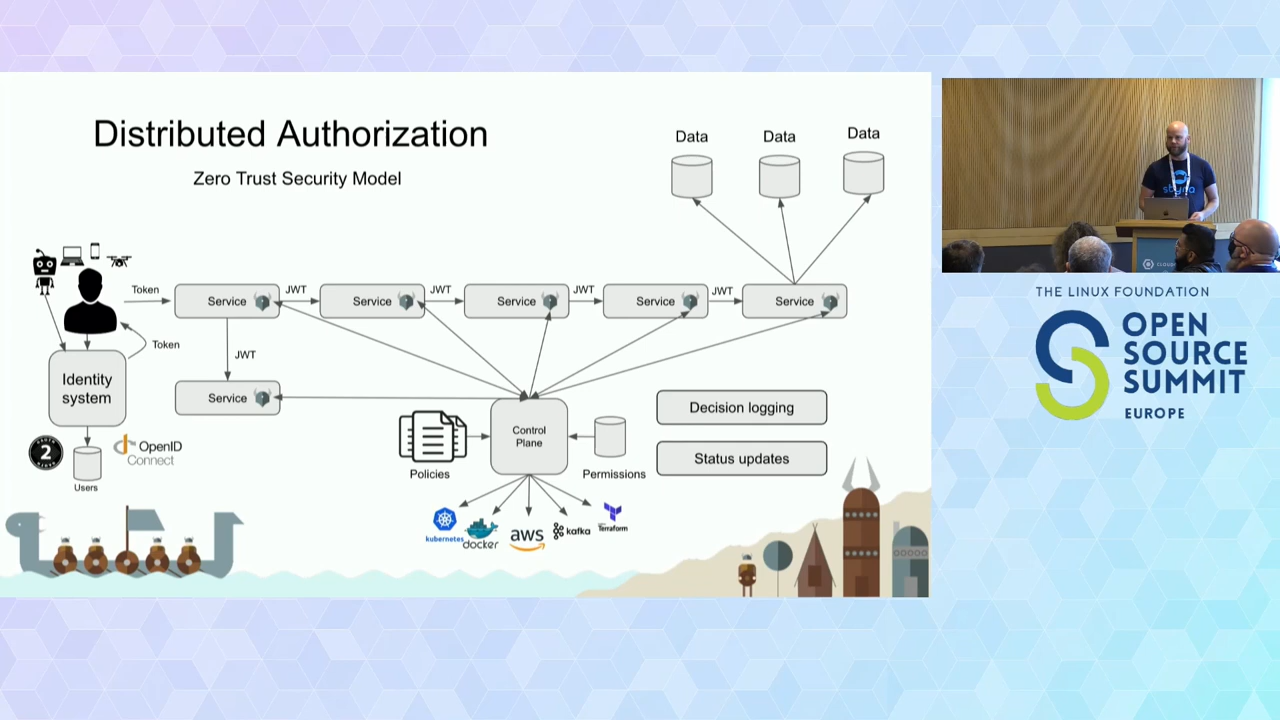 Distributed Authorization
Zero Trust Security Model
Data
Data
Data
Token
Service
JWT
Service
JWT
Service
JWT
Service
JWT
Service
Token
JWT
Identity
system
Service
Control
Plane
Decision logging
Status updates
2
OpenID
Connect
Users
Policies
Permissions
kubernetes
docker
aws
kafka
Terraform
styra
THE LINUX FOUNDATION
OPEN
SOURCE
SUMMIT
EUROPE